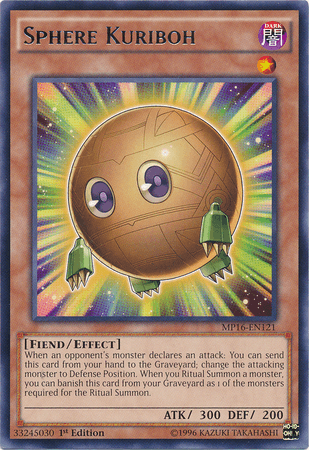 SPHERE KURIBOH
DARK
闇
MP16-EN121
[FIEND/EFFECT]
When an opponent's monster declares an attack: You can send
this card from your hand to the Graveyard; change the attacking
monster to Defense Position. When you Ritual Summon a monster,
you can banish this card from your Graveyard as 1 of the monsters
required for the Ritual Summon.
ATK/ 300 DEF/ 200
33245030 1st Edition ©1996 KAZUKI TAKAHASHI